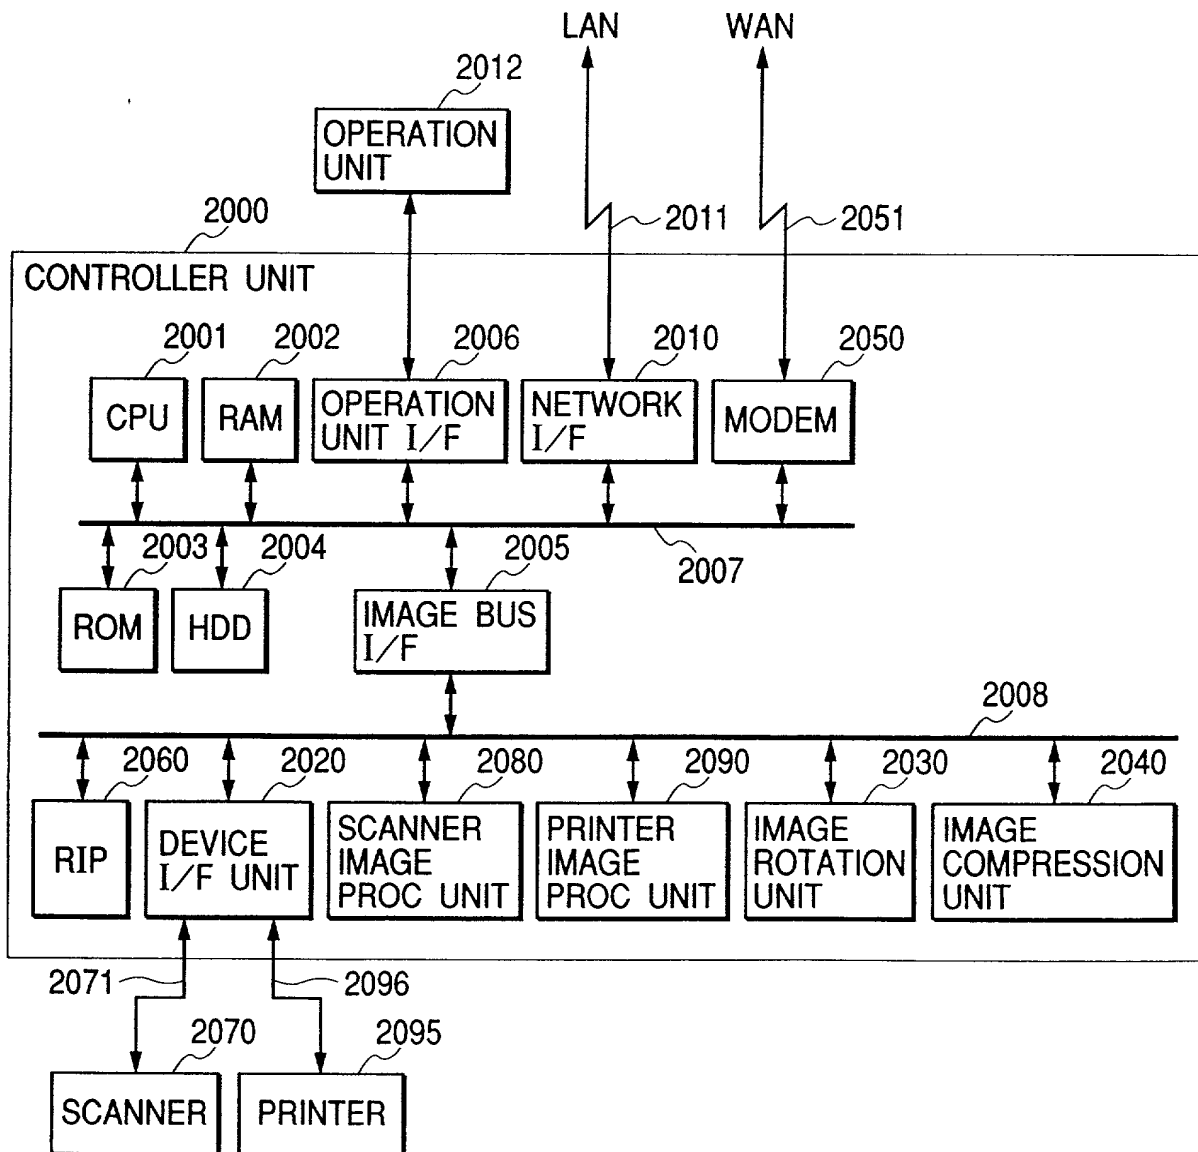 LAN WAN
2012
OPERATION
UNIT
2000
2011
2051
CONTROLLER UNIT
2001
2002
2006
2010
2050
CPU
RAM
OPERATION
UNIT I/F
NETWORK
I/F
MODEM
2003
2004
2005
2007
ROM
HDD
IMAGE BUS
I/F
2008
2060
2020
2080
2090
2030
2040
RIP
DEVICE
I/F UNIT
SCANNER
IMAGE
PROC UNIT
PRINTER
IMAGE
PROC UNIT
IMAGE
ROTATION
UNIT
IMAGE
COMPRESSION
UNIT
2071
2096
2070
2095
SCANNER
PRINTER